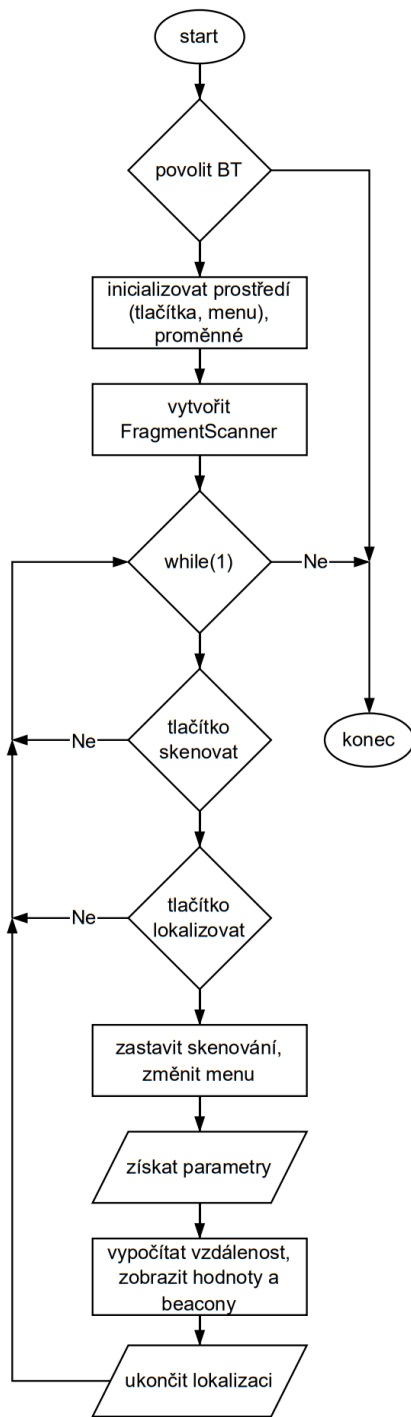 start
povolit BT
inicializovat prostředí
(tlačítka, menu),
proměnné
vytvořit
FragmentScanner
while(1)
Ne
tlačítko
skenovat
Ne
konec
tlačítko
lokalizovat
Ne
zastavit skenování,
změnit menu
získat parametry
vypočítat vzdálenost,
zobrazit hodnoty a
beacony
ukončit lokalizaci